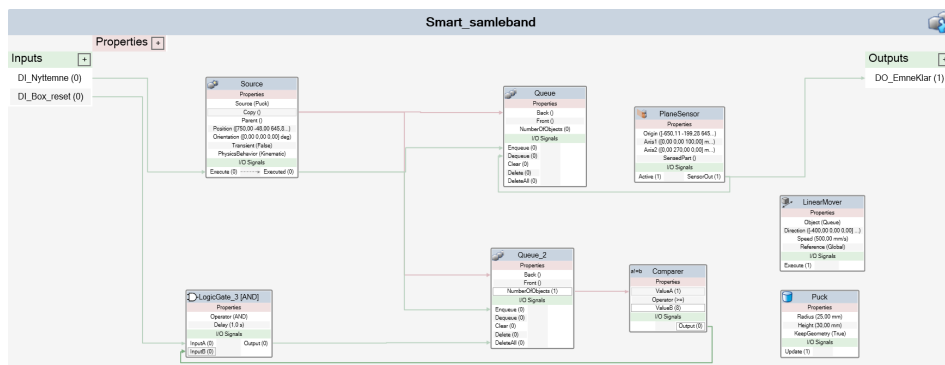 Smart_samleband
Properties +
Inputs +
DI_Nyttemne (0)
DI_Box_reset (0)
Outputs
DO_EmneKlar (1)
Source
Properties
Source (Puck)
Copy ()
Parent ()
Position ([750,00 -48,00 645,8...)
Orientation ([0,00 0,00 0,00] deg)
Transient (False)
PhysicsBehavior (Kinematic)
I/O Signals
Execute (0) Executed (0)
Queue
Properties
Back ()
Front ()
NumberOfObjects (0)
I/O Signals
Enqueue (0)
Dequeue (0)
Clear (0)
Delete (0)
DeleteAll (0)
PlaneSensor
Properties
Origin ([-650,11 -199,28 645...)
Axis1 ([0,00 0,00 100,00] m...)
Axis2 ([0,00 270,00 0,00] m...)
SensedPart ()
I/O Signals
Active (1) SensorOut (1)
LinearMover
Properties
Object (Queue)
Direction ([-400,00 0,00 0,00] ...)
Speed (500,00 mm/s)
Reference (Global)
I/O Signals
Execute (1)
Queue_2
Properties
Back ()
Front ()
NumberOfObjects (1)
I/O Signals
Enqueue (0)
Dequeue (0)
Clear (0)
Delete (0)
DeleteAll (0)
a!=b Comparer
Properties
ValueA (1)
Operator (>=)
ValueB (8)
I/O Signals
Output (0)
LogicGate_3 [AND]
Properties
Operator (AND)
Delay (1,0 s)
I/O Signals
InputA (0) Output (0)
InputB (0)
Puck
Properties
Radius (25,00 mm)
Height (30,00 mm)
KeepGeometry (True)
I/O Signals
Update (1)